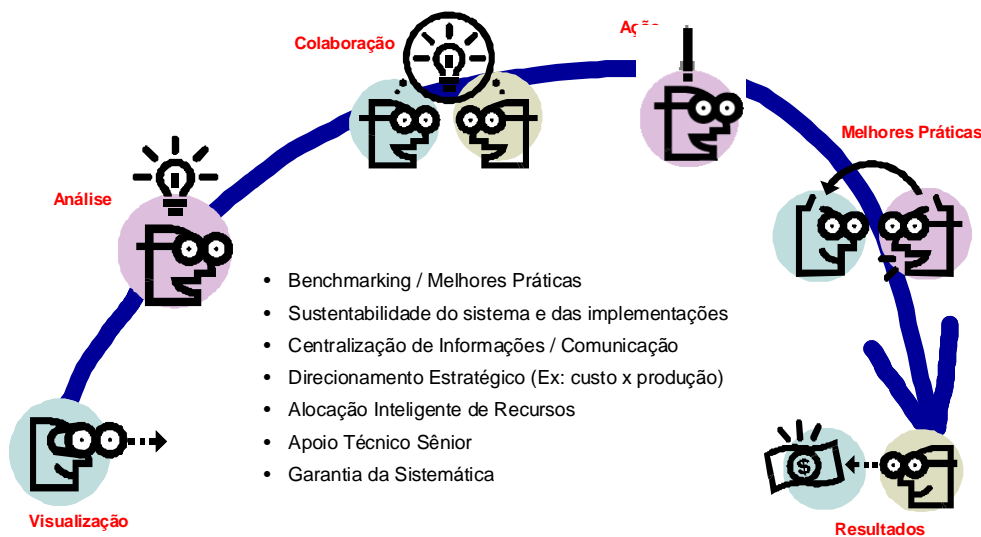 Colaboração
Melhores Práticas
Análise
• Benchmarking / Melhores Práticas
• Sustentabilidade do sistema e das implementações
• Centralização de Informações / Comunicação
• Direcionamento Estratégico (Ex: custo x produção)
• Alocação Inteligente de Recursos
• Apoio Técnico Sênior
• Garantia da Sistemática
$
Visualização
Resultados